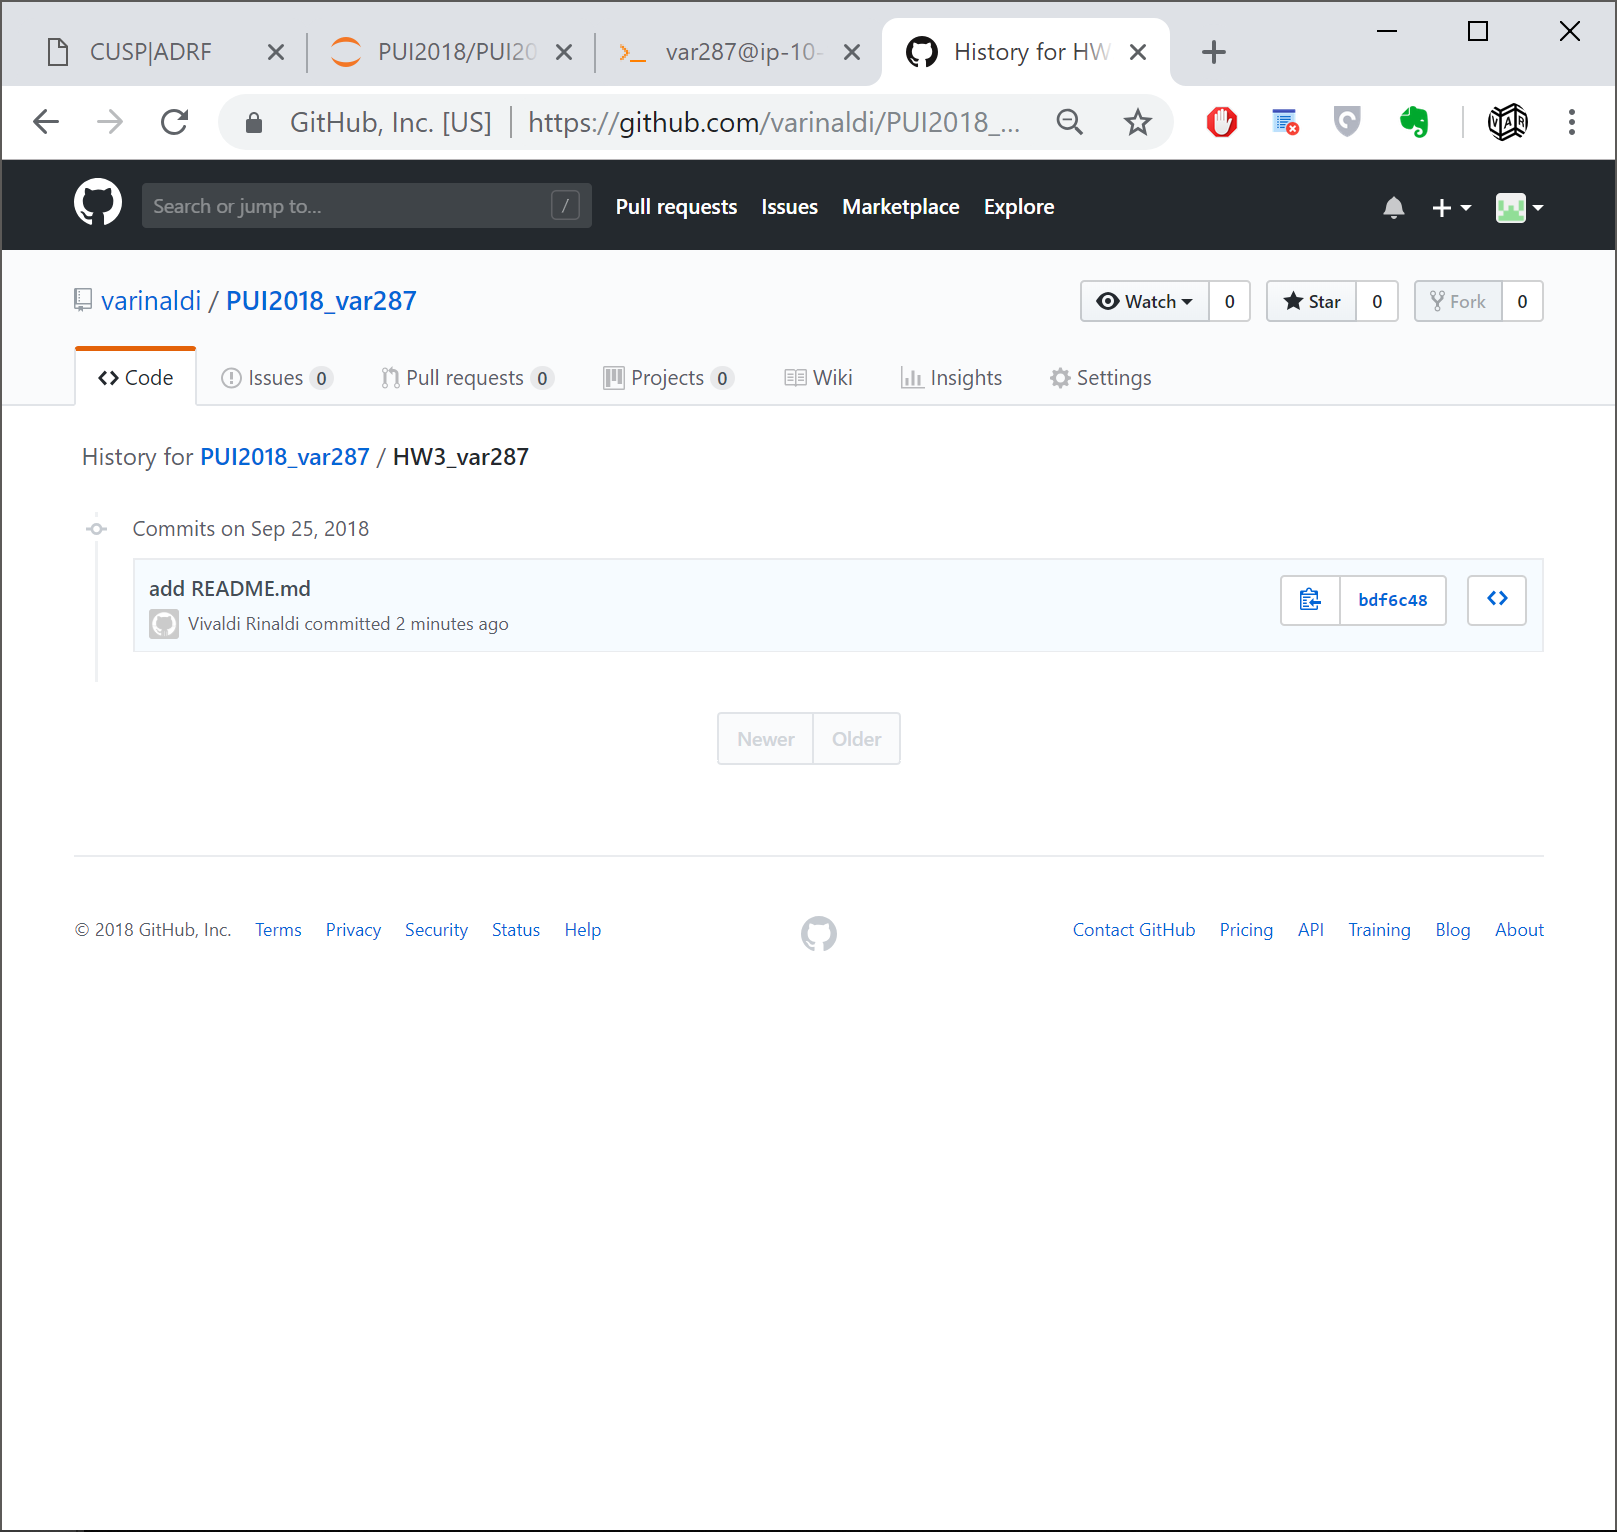 CUSP|ADRF
PUI2018/PUI20
var287@ip-10-
History for HW
GitHub, Inc. [US] | https://github.com/varinaldi/PUI2018_...
VAR
Search or jump to... /
Pull requests Issues Marketplace Explore
varinaldi / PUI2018_var287
Watch 0 Star 0 Fork 0
Code Issues 0 Pull requests 0 Projects 0 Wiki Insights Settings
History for PUI2018_var287 / HW3_var287
Commits on Sep 25, 2018
add README.md
Vivaldi Rinaldi committed 2 minutes ago
bdf6c48
Newer Older
© 2018 GitHub, Inc. Terms Privacy Security Status Help
Contact GitHub Pricing API Training Blog About